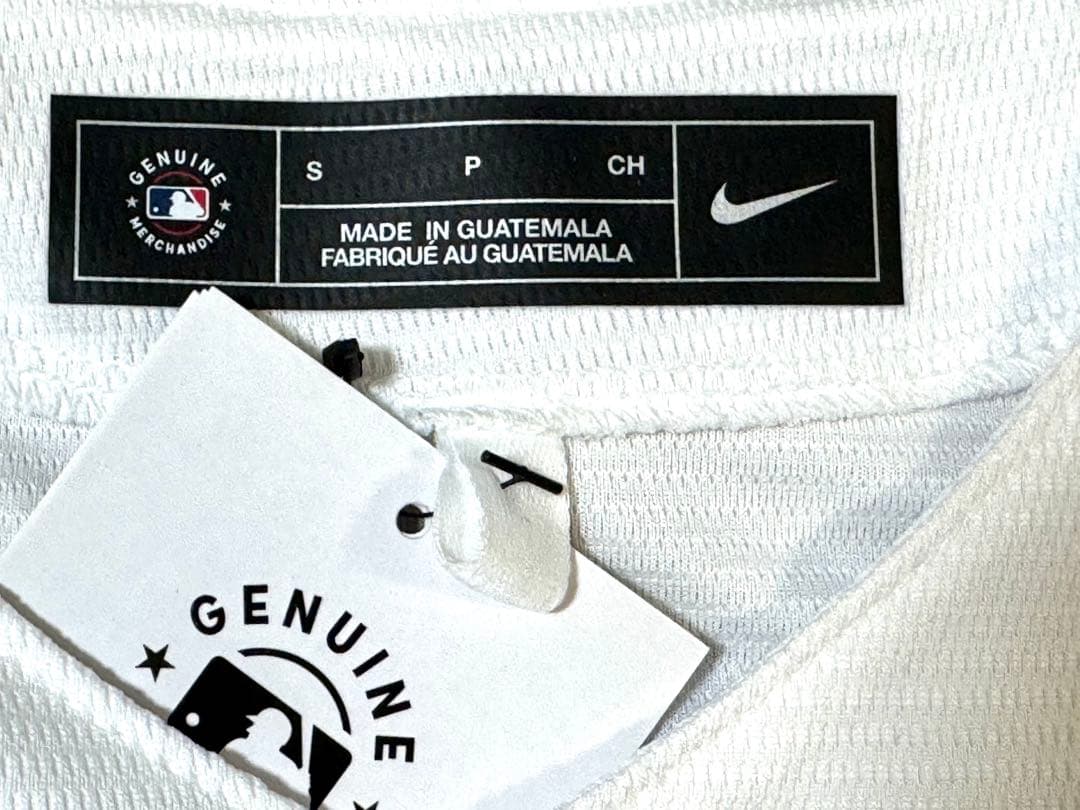 GENUINE
MERCHANDISE
S P CH
MADE IN GUATEMALA
FABRIQUÉ AU GUATEMALA
GENUINE